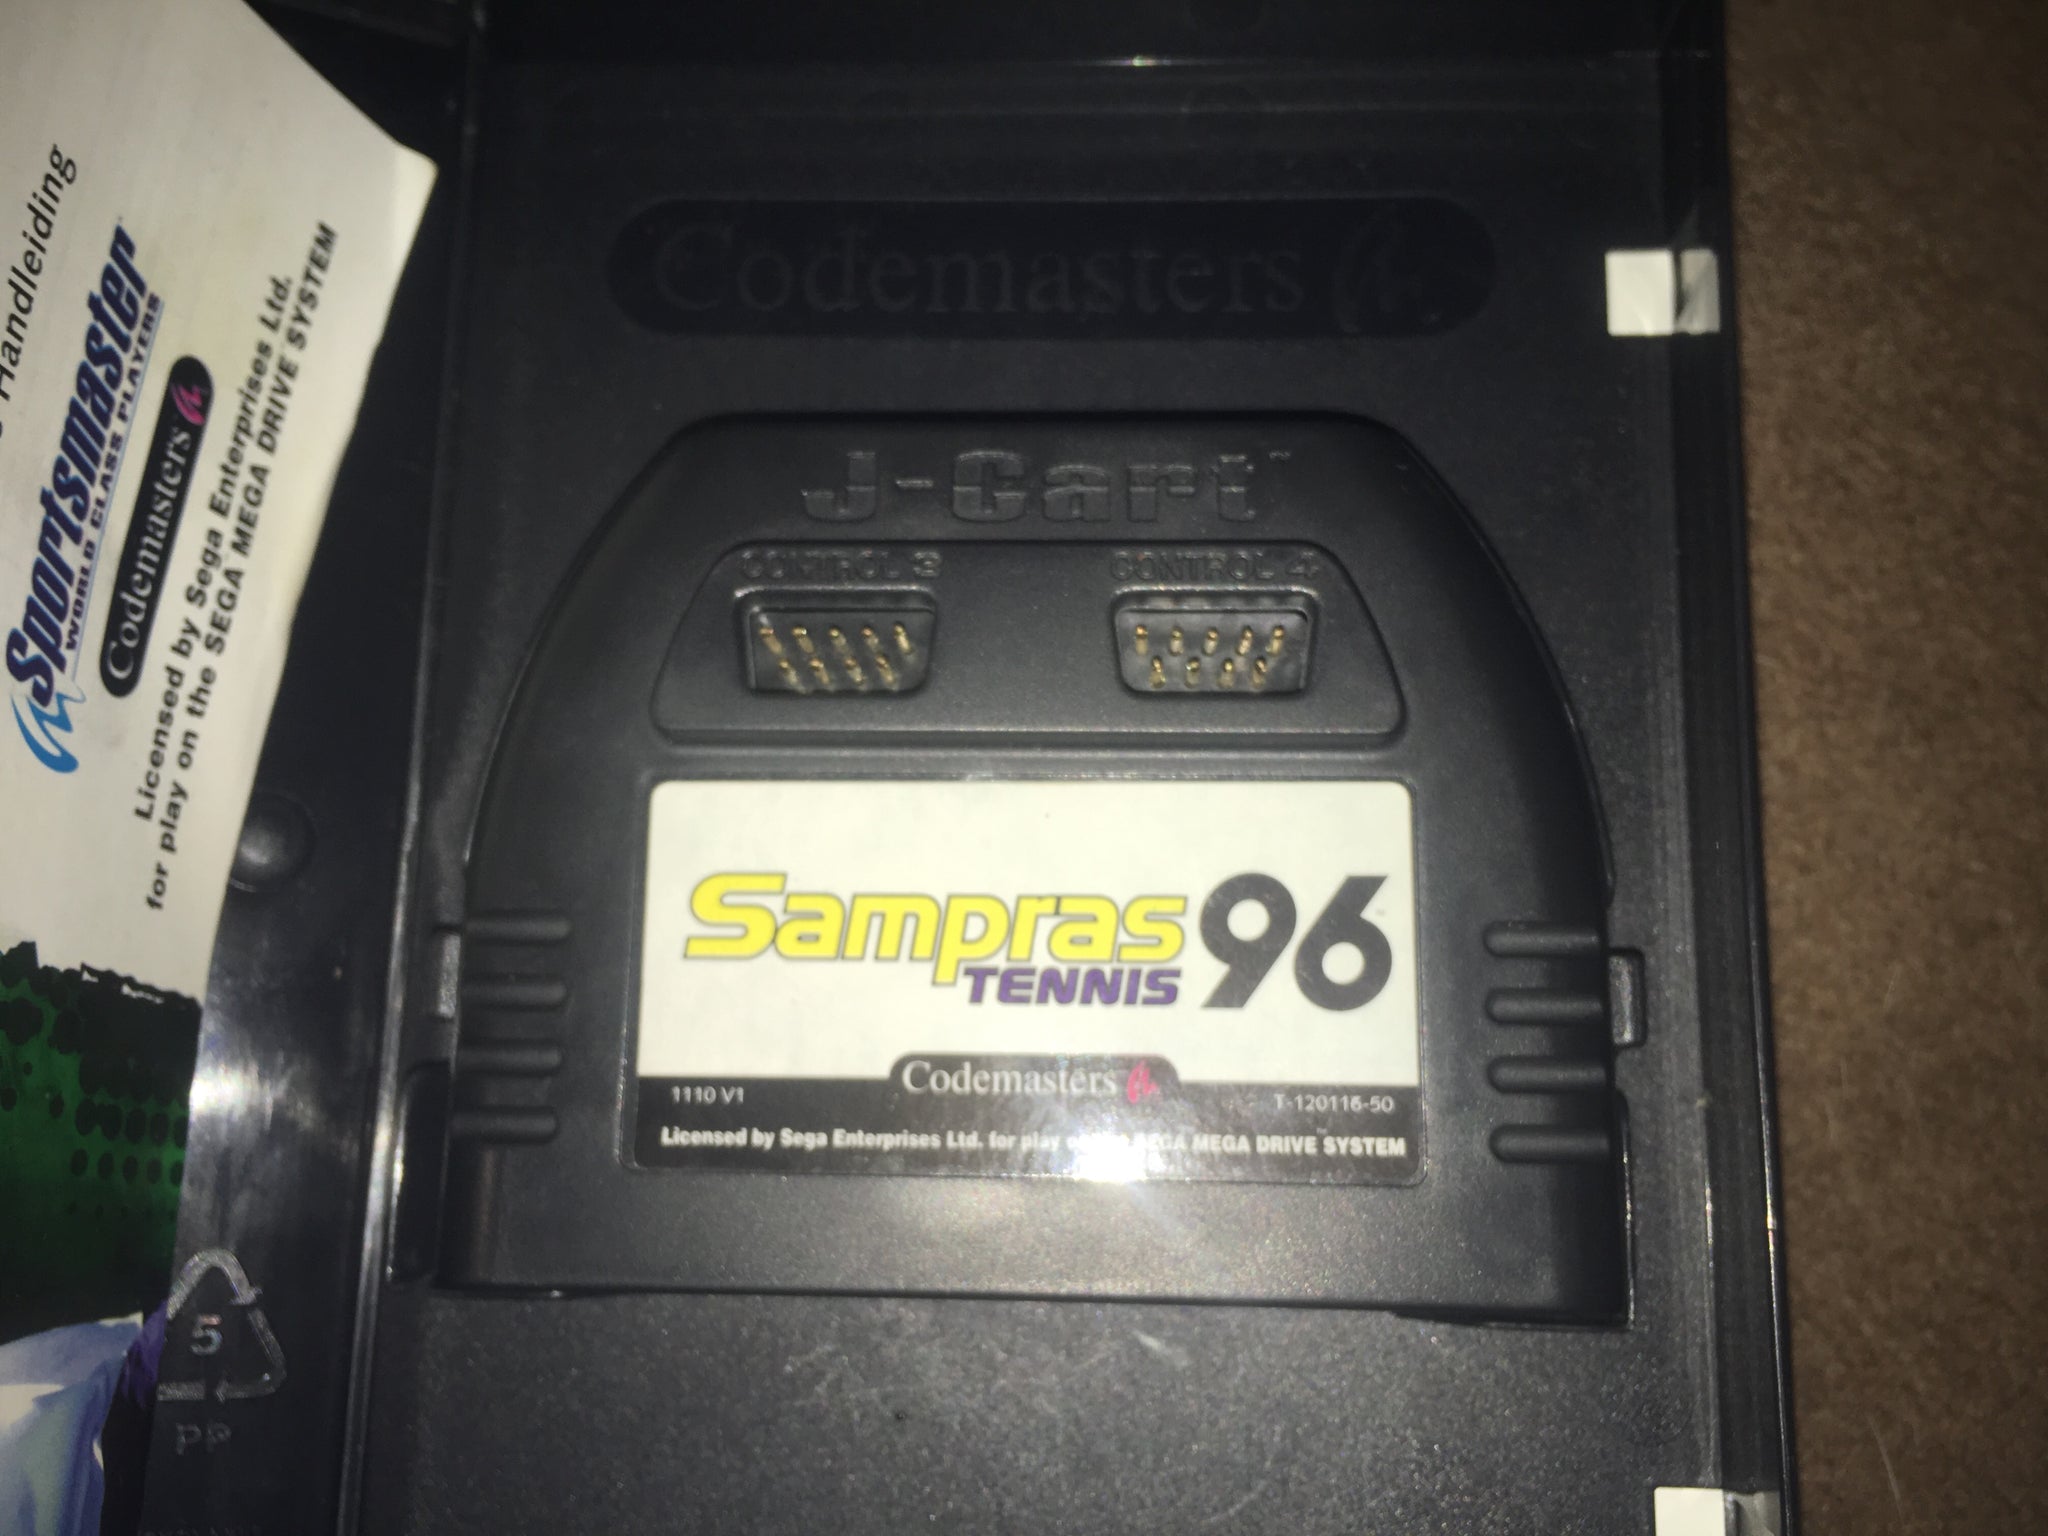 Handleiding
Sportsmaster
WORLD CLASS PLAYERS
Codemasters
Licensed by Sega Enterprises Ltd.
for play on the SEGA MEGA DRIVE SYSTEM
Codemasters
J-Cart™
CONTROL 3
CONTROL 4
Sampras 96
TENNIS
Codemasters
1110 V1
T-120116-50
Licensed by Sega Enterprises Ltd. for play SEGA MEGA DRIVE SYSTEM
5
PP